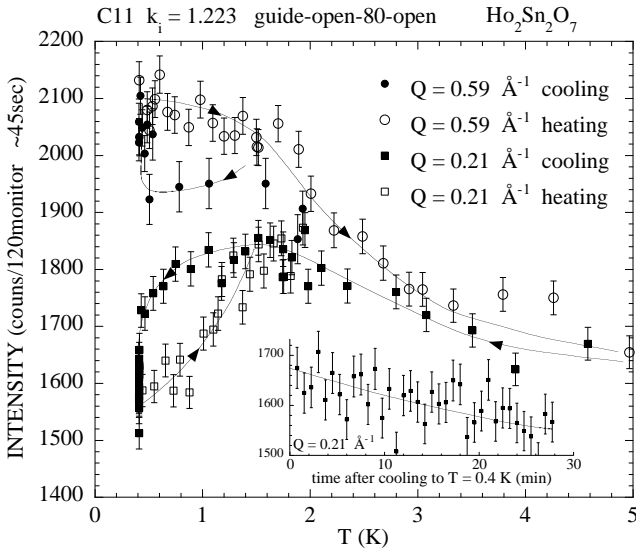 C11 k_i = 1.223 guide-open-80-open Ho_2Sn_2O_7
2200
2100
2000
1900
1800
1700
1600
1500
1400
INTENSITY (couns/120monitor ~45sec)
Q = 0.59 Å^-1 cooling
Q = 0.59 Å^-1 heating
Q = 0.21 Å^-1 cooling
Q = 0.21 Å^-1 heating
1700
1600
1500
Q = 0.21 Å^-1
0 10 20 30
time after cooling to T = 0.4 K (min)
0 1 2 3 4 5
T (K)